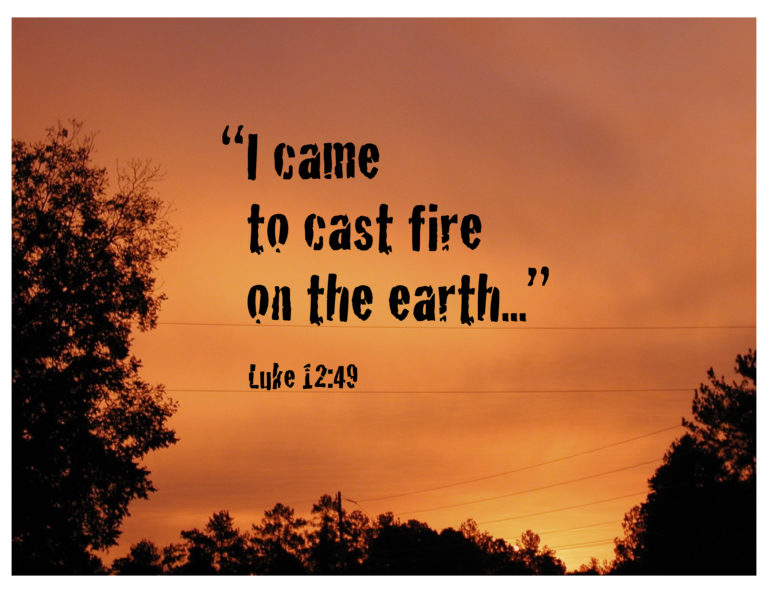 “I came
to cast fire
on the earth...”
Luke 12:49